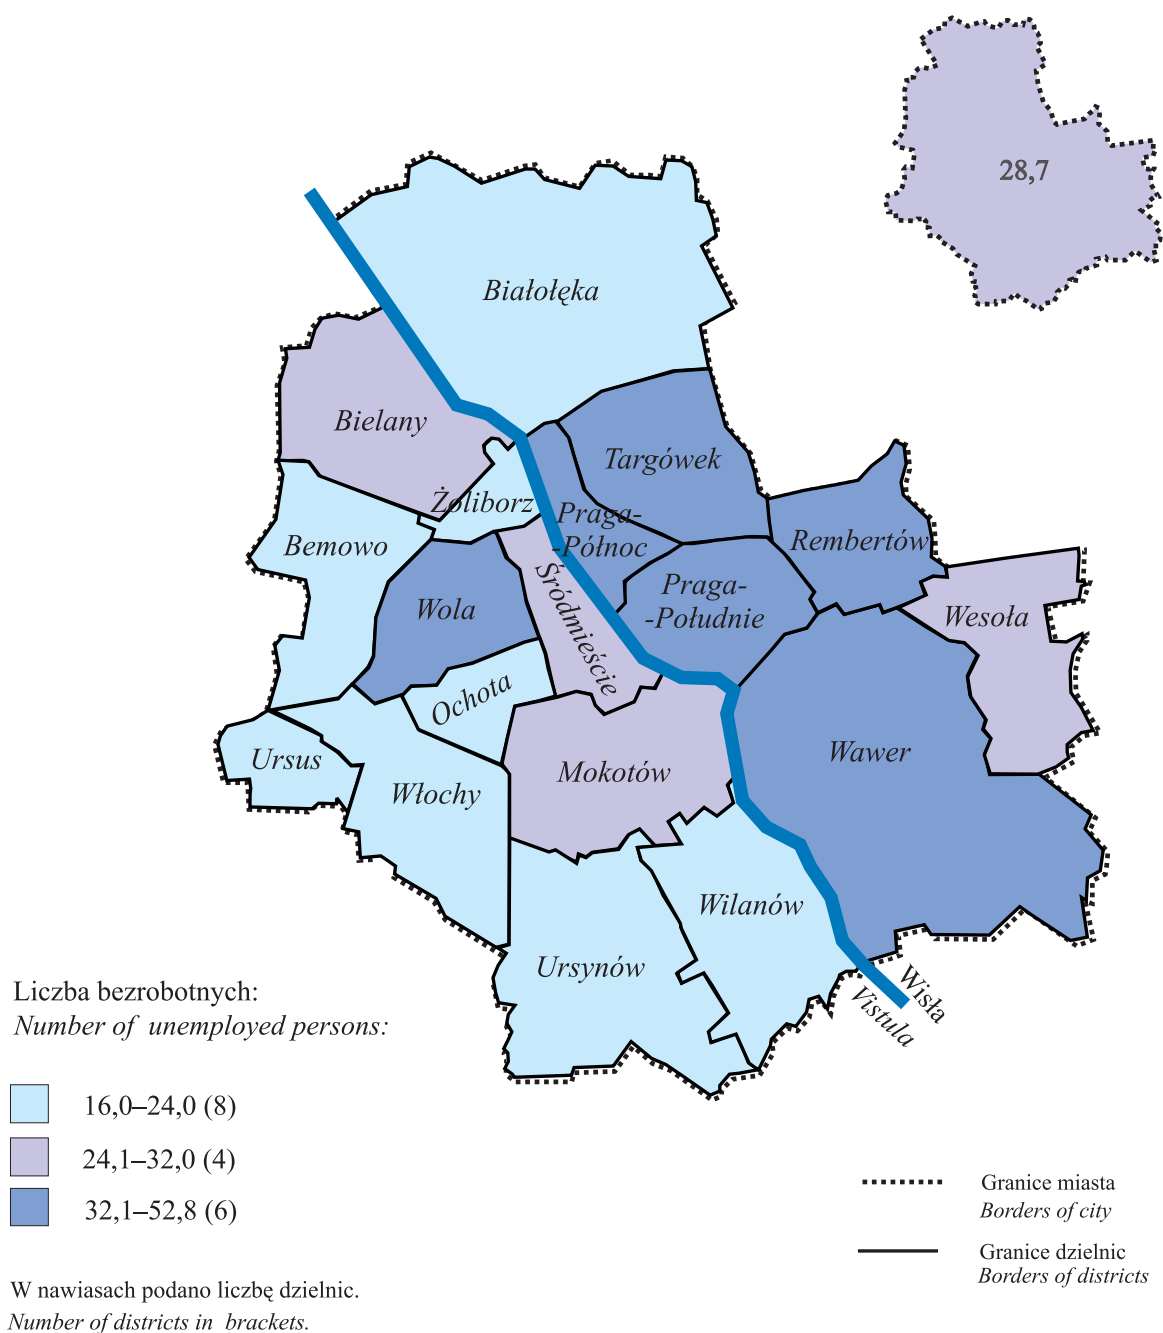 28,7
Białołęka
Bielany
Targówek
Żoliborz
Praga-
-Północ
Bemowo
Rembertów
Śródmieście
Praga-
-Południe
Wola
Wesoła
Ochota
Ursus
Wawer
Mokotów
Włochy
Wilanów
Ursynów
Wisła
Vistula
Liczba bezrobotnych:
Number of unemployed persons:
16,0–24,0 (8)
24,1–32,0 (4)
32,1–52,8 (6)
Granice miasta
Borders of city
Granice dzielnic
Borders of districts
W nawiasach podano liczbę dzielnic.
Number of districts in brackets.